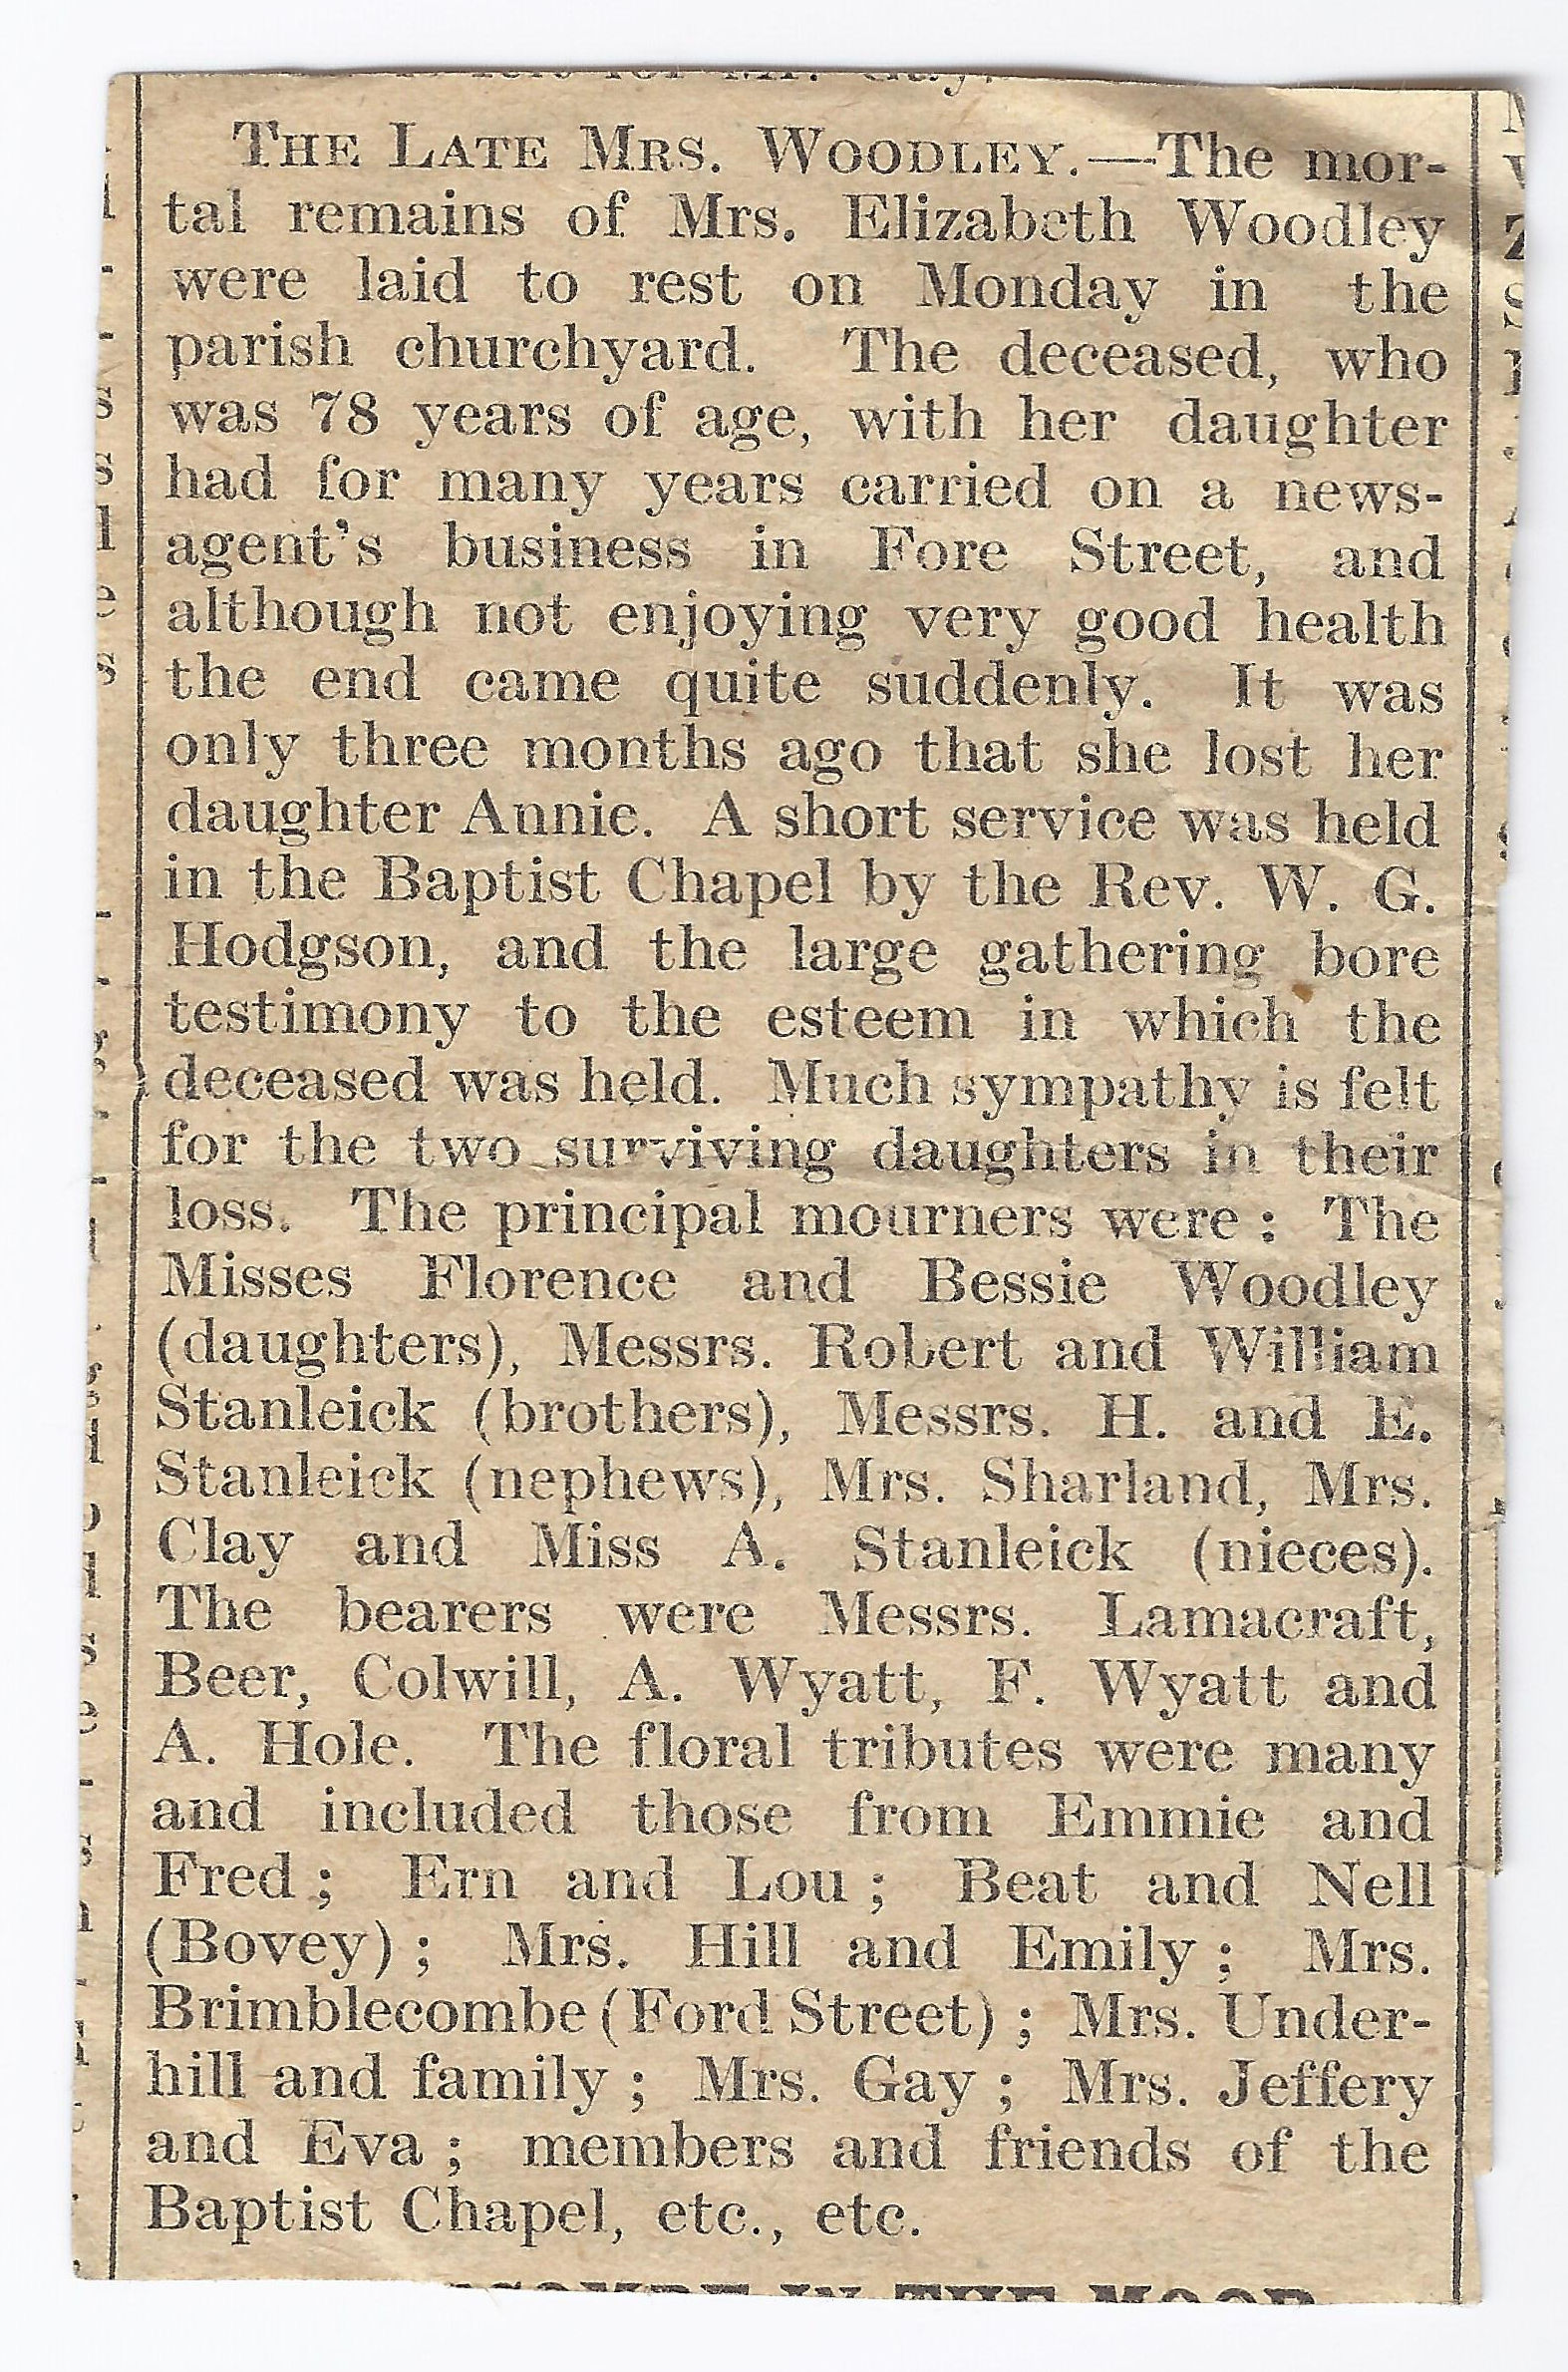 THE LATE MRS. WOODLEY.—The mor-
tal remains of Mrs. Elizabeth Woodley
were laid to rest on Monday in the
parish churchyard. The deceased, who
was 78 years of age, with her daughter
had for many years carried on a news-
agent's business in Fore Street, and
although not enjoying very good health
the end came quite suddenly. It was
only three months ago that she lost her
daughter Annie. A short service was held
in the Baptist Chapel by the Rev. W. G.
Hodgson, and the large gathering bore
testimony to the esteem in which the
deceased was held. Much sympathy is felt
for the two surviving daughters in their
loss. The principal mourners were : The
Misses Florence and Bessie Woodley
(daughters), Messrs. Robert and William
Stanleick (brothers), Messrs. H. and E.
Stanleick (nephews), Mrs. Sharland, Mrs.
Clay and Miss A. Stanleick (nieces).
The bearers were Messrs. Lamacraft,
Beer, Colwill, A. Wyatt, F. Wyatt and
A. Hole. The floral tributes were many
and included those from Emmie and
Fred ; Ern and Lou ; Beat and Nell
(Bovey) ; Mrs. Hill and Emily ; Mrs.
Brimblecombe (Ford Street) ; Mrs. Under-
hill and family ; Mrs. Gay ; Mrs. Jeffery
and Eva ; members and friends of the
Baptist Chapel, etc., etc.
IN THE MOOR